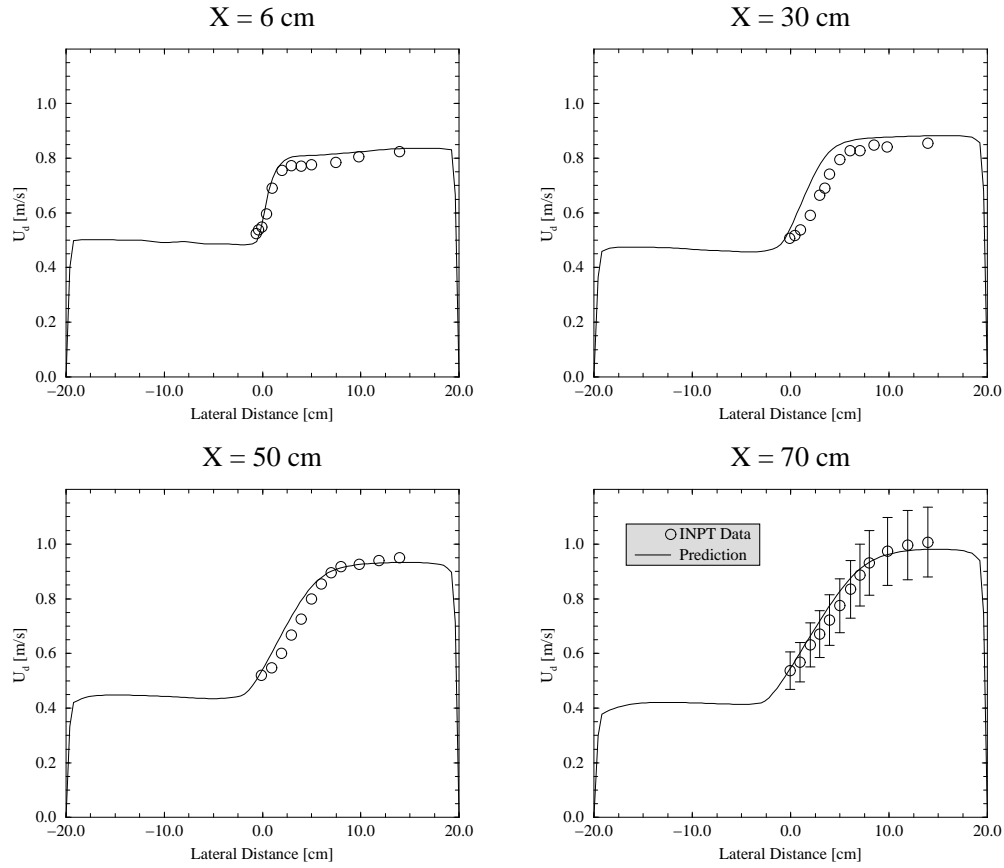 X = 6 cm
1.0
0.8
0.6
0.4
0.2
0.0
U_d [m/s]
−20.0 −10.0 0.0 10.0 20.0
Lateral Distance [cm]
X = 30 cm
1.0
0.8
0.6
0.4
0.2
0.0
U_d [m/s]
−20.0 −10.0 0.0 10.0 20.0
Lateral Distance [cm]
X = 50 cm
1.0
0.8
0.6
0.4
0.2
0.0
U_d [m/s]
−20.0 −10.0 0.0 10.0 20.0
Lateral Distance [cm]
X = 70 cm
INPT Data
Prediction
1.0
0.8
0.6
0.4
0.2
0.0
U_d [m/s]
−20.0 −10.0 0.0 10.0 20.0
Lateral Distance [cm]